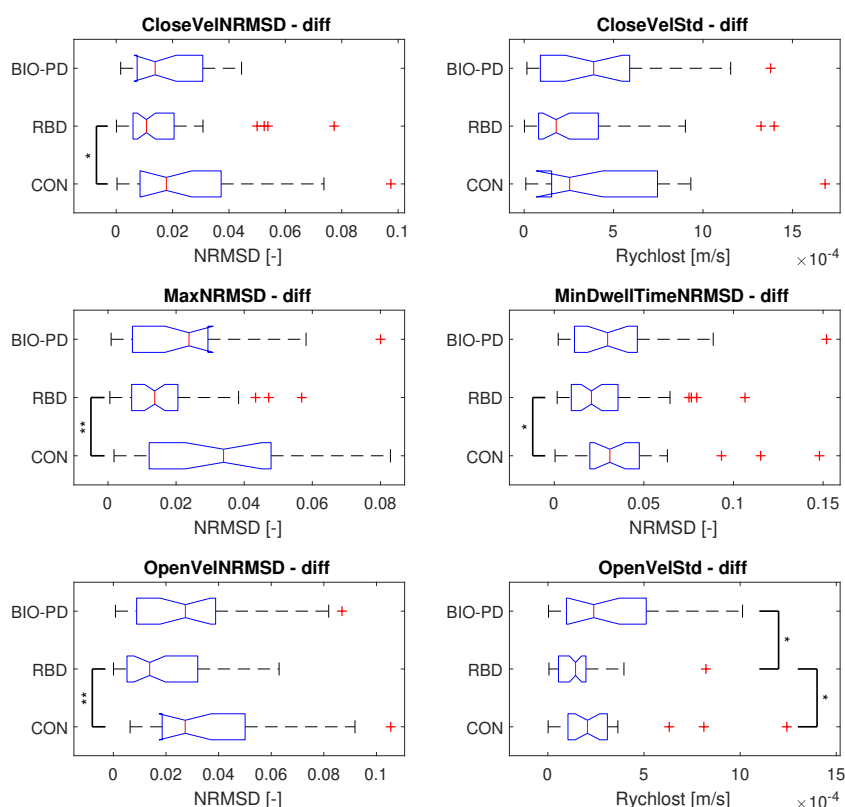 CloseVelNRMSD - diff
BIO-PD
RBD
CON
*
0 0.02 0.04 0.06 0.08 0.1
NRMSD [-]
CloseVelStd - diff
BIO-PD
RBD
CON
0 5 10 15
Rychlost [m/s]
×10⁻⁴
MaxNRMSD - diff
BIO-PD
RBD
CON
**
0 0.02 0.04 0.06 0.08
NRMSD [-]
MinDwellTimeNRMSD - diff
BIO-PD
RBD
CON
*
0 0.05 0.1 0.15
NRMSD [-]
OpenVelNRMSD - diff
BIO-PD
RBD
CON
**
0 0.02 0.04 0.06 0.08 0.1
NRMSD [-]
OpenVelStd - diff
BIO-PD
RBD
CON
*
*
0 5 10 15
Rychlost [m/s]
×10⁻⁴